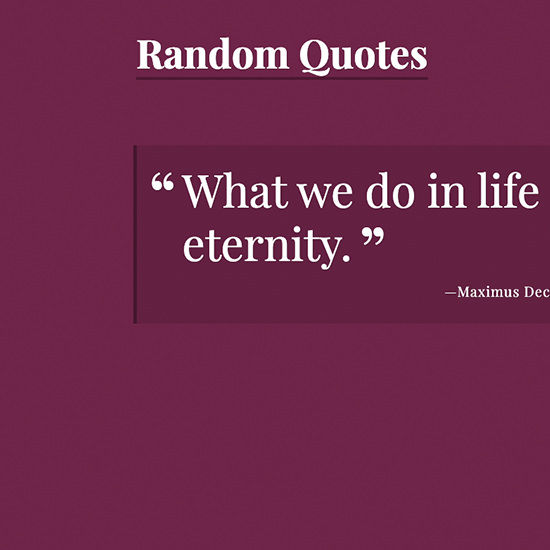 Random Quotes
“ What we do in life
eternity. ”
—Maximus Dec